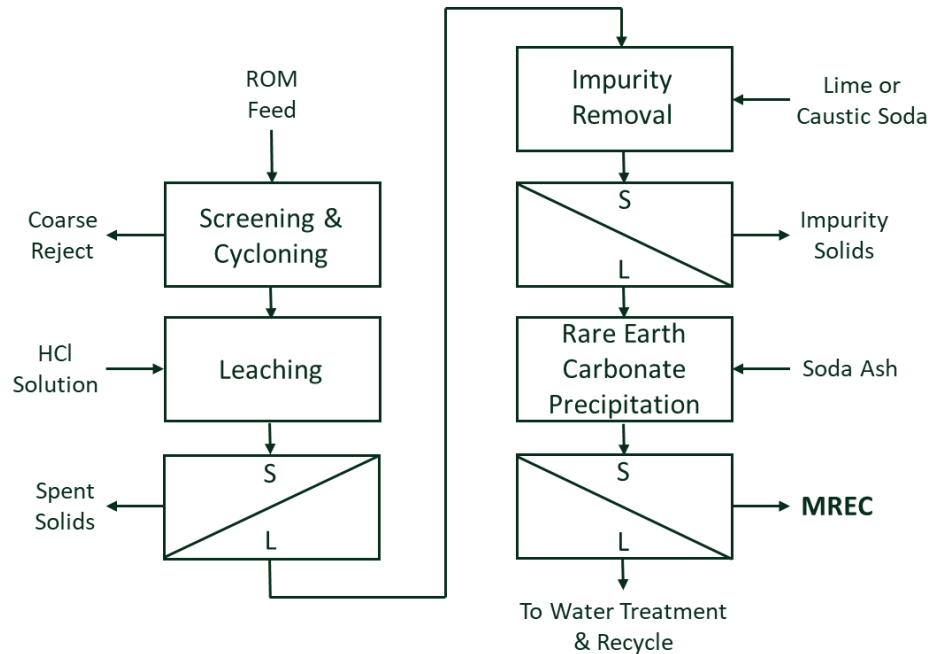 ROM
Feed
Screening &
Cycloning
Coarse
Reject
HCl
Solution
Leaching
S
L
Spent
Solids
Impurity
Removal
Lime or
Caustic Soda
S
L
Impurity
Solids
Rare Earth
Carbonate
Precipitation
Soda Ash
S
L
MREC
To Water Treatment
& Recycle